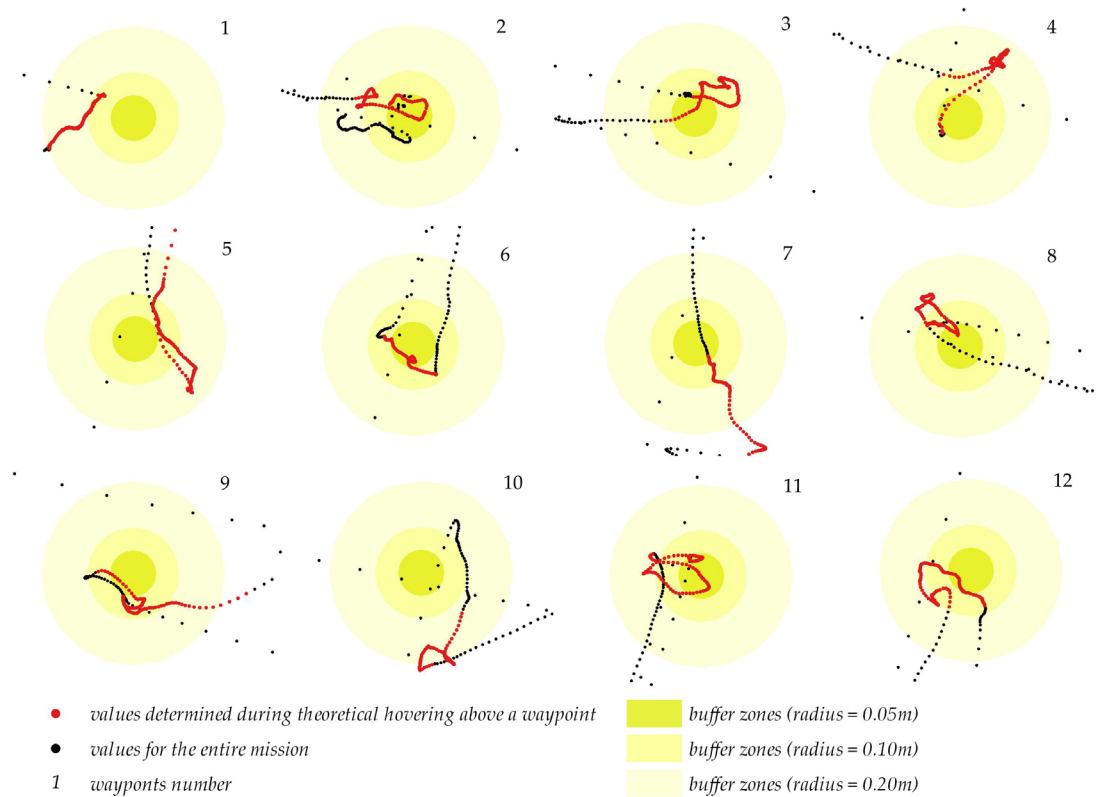 1
2
3
4
5
6
7
8
9
10
11
12
values determined during theoretical hovering above a waypoint
values for the entire mission
1 wayponts number
buffer zones (radius = 0.05m)
buffer zones (radius = 0.10m)
buffer zones (radius = 0.20m)